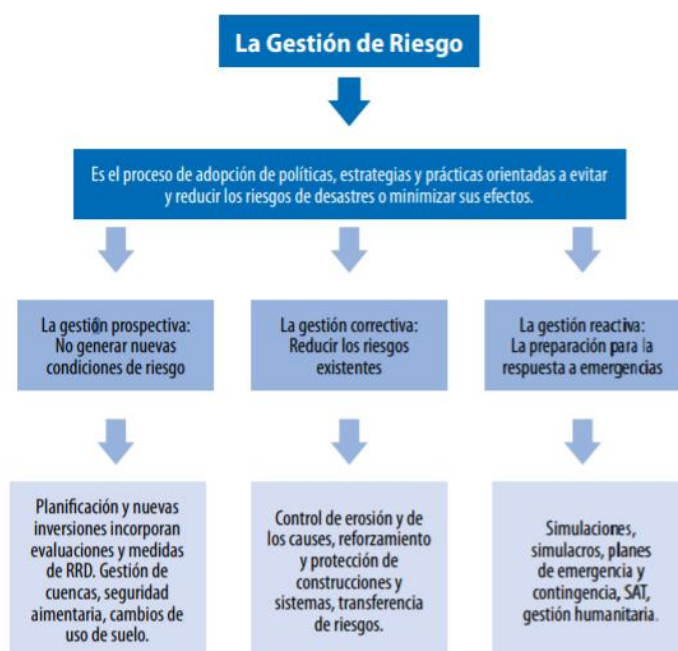 La Gestión de Riesgo
Es el proceso de adopción de políticas, estrategias y prácticas orientadas a evitar
y reducir los riesgos de desastres o minimizar sus efectos.
La gestión prospectiva:
No generar nuevas
condiciones de riesgo
La gestión correctiva:
Reducir los riesgos
existentes
La gestión reactiva:
La preparación para la
respuesta a emergencias
Planificación y nuevas
inversiones incorporan
evaluaciones y medidas
de RRD. Gestión de
cuencas, seguridad
aimentaria, cambios de
uso de suelo.
Control de erosión y de
los causes, reforzamiento
y protección de
construcciones y
sistemas, transferencia
de riesgos.
Simulaciones,
simulacros, planes
de emergencia y
contingencia, SAT,
gestión humanitaria.